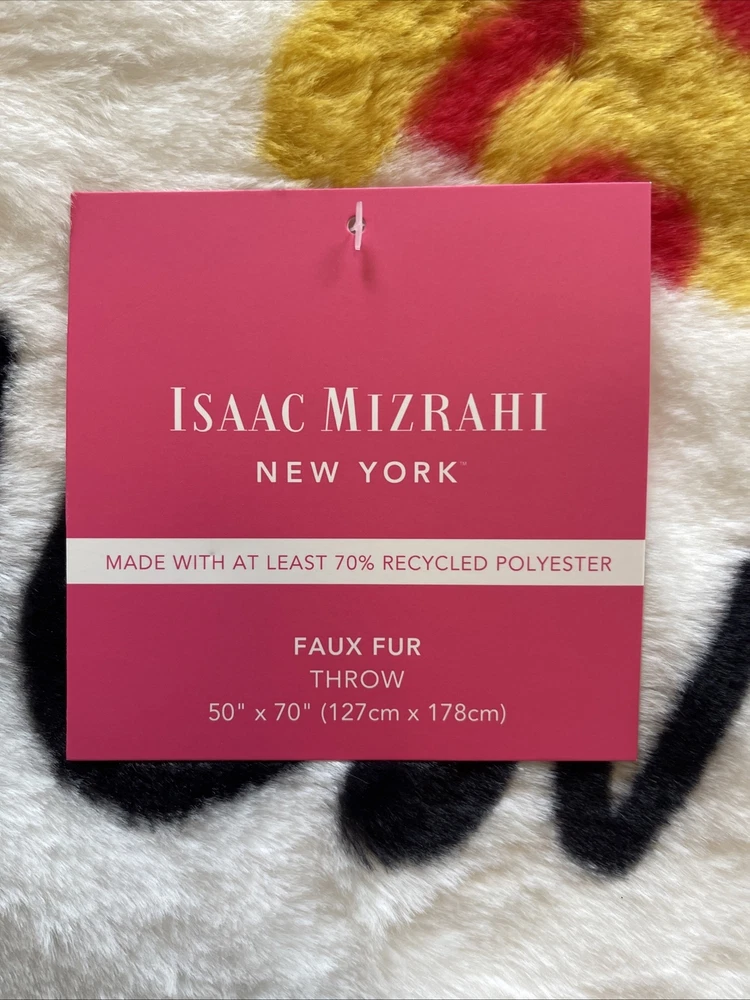 ISAAC MIZRAHI
NEW YORK™
MADE WITH AT LEAST 70% RECYCLED POLYESTER
FAUX FUR
THROW
50" x 70" (127cm x 178cm)